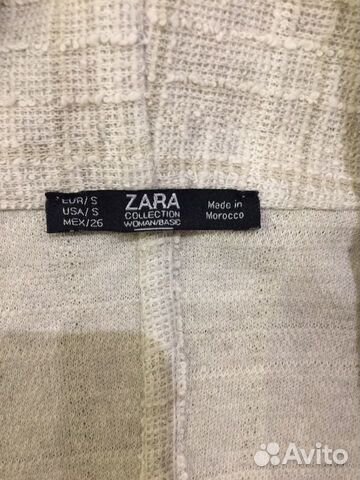 EUR/S
USA/S
MEX/26
ZARA
COLLECTION
WOMAN/BASIC
Made in
Morocco
Avito